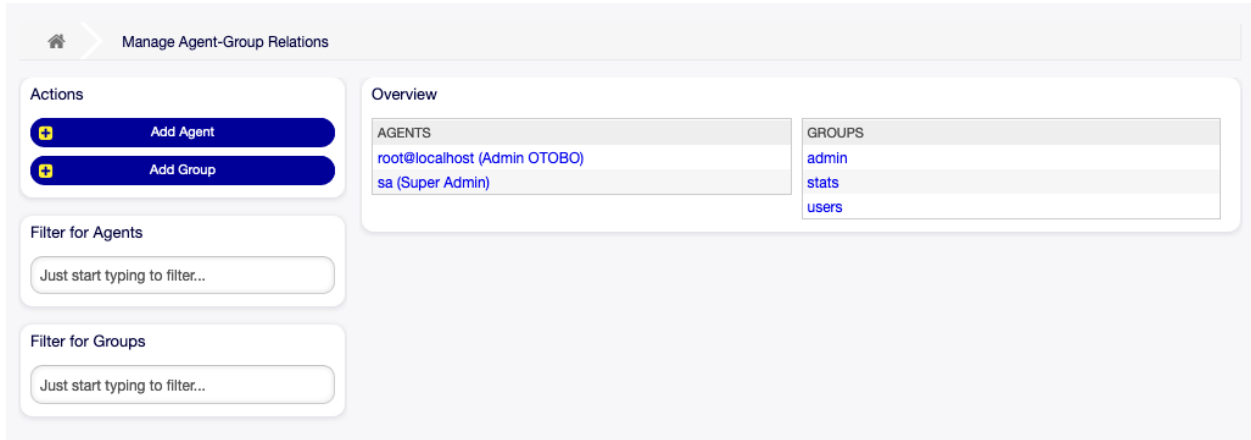 Manage Agent-Group Relations
Actions
Add Agent
Add Group
Filter for Agents
Just start typing to filter...
Filter for Groups
Just start typing to filter...
Overview
AGENTS
root@localhost (Admin OTOBO)
sa (Super Admin)
GROUPS
admin
stats
users